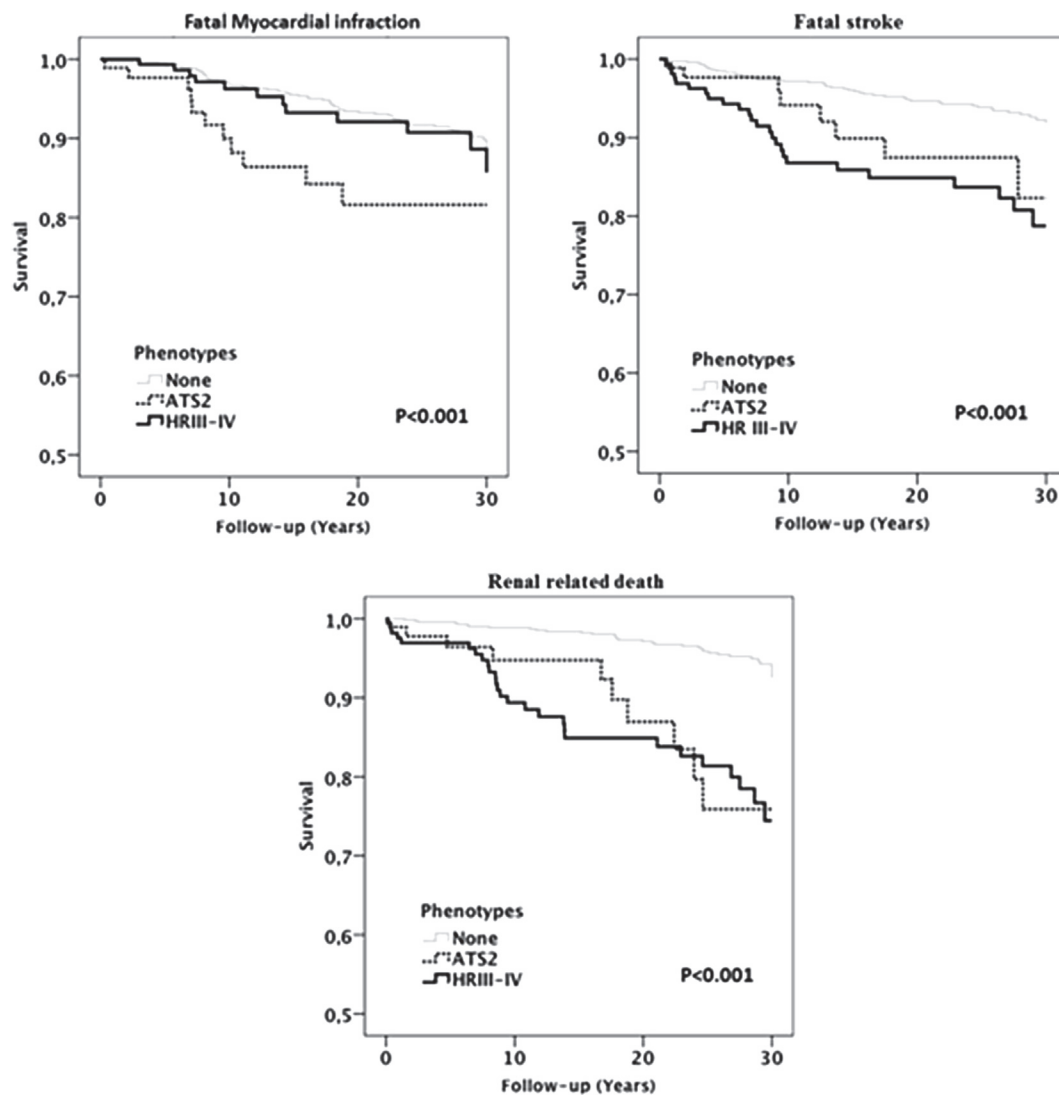 Fatal Myocardial infraction
1,0
0,9
0,8
0,7
0,6
0,5
Survival
Phenotypes
None
ATS2
HRIII-IV
P<0.001
0 10 20 30
Follow-up (Years)
Fatal stroke
1,0
0,9
0,8
0,7
0,6
0,5
Survival
Phenotypes
None
ATS2
HR III-IV
P<0.001
0 10 20 30
Follow-up (Years)
Renal related death
1,0
0,9
0,8
0,7
0,6
0,5
Survival
Phenotypes
None
ATS2
HRIII-IV
P<0.001
0 10 20 30
Follow-up (Years)